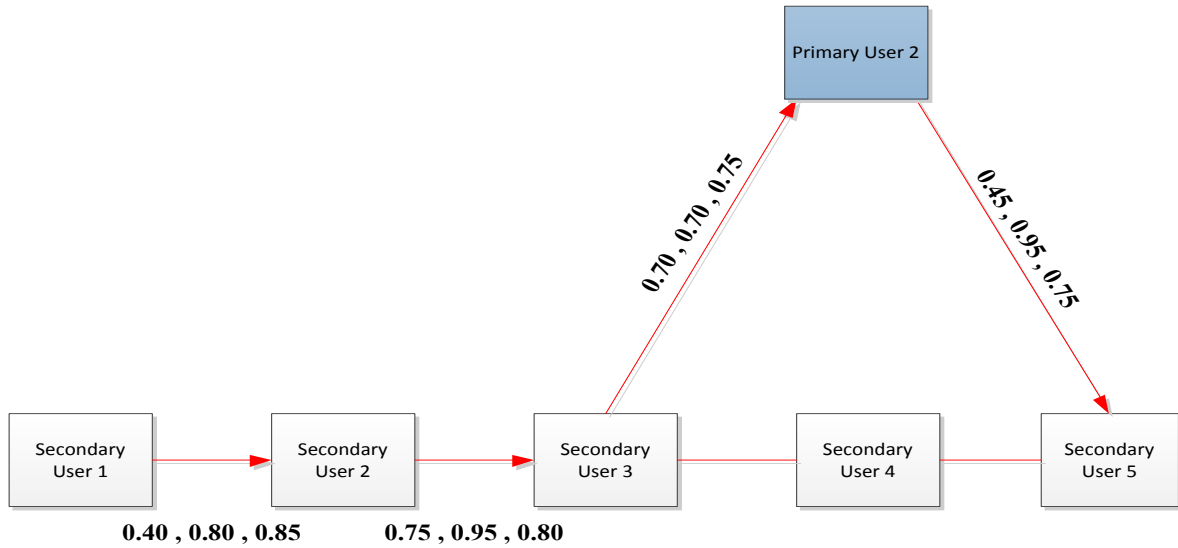 Primary User 2
0.70 , 0.70 , 0.75
0.45 , 0.95 , 0.75
Secondary
User 1
Secondary
User 2
Secondary
User 3
Secondary
User 4
Secondary
User 5
0.40 , 0.80 , 0.85
0.75 , 0.95 , 0.80